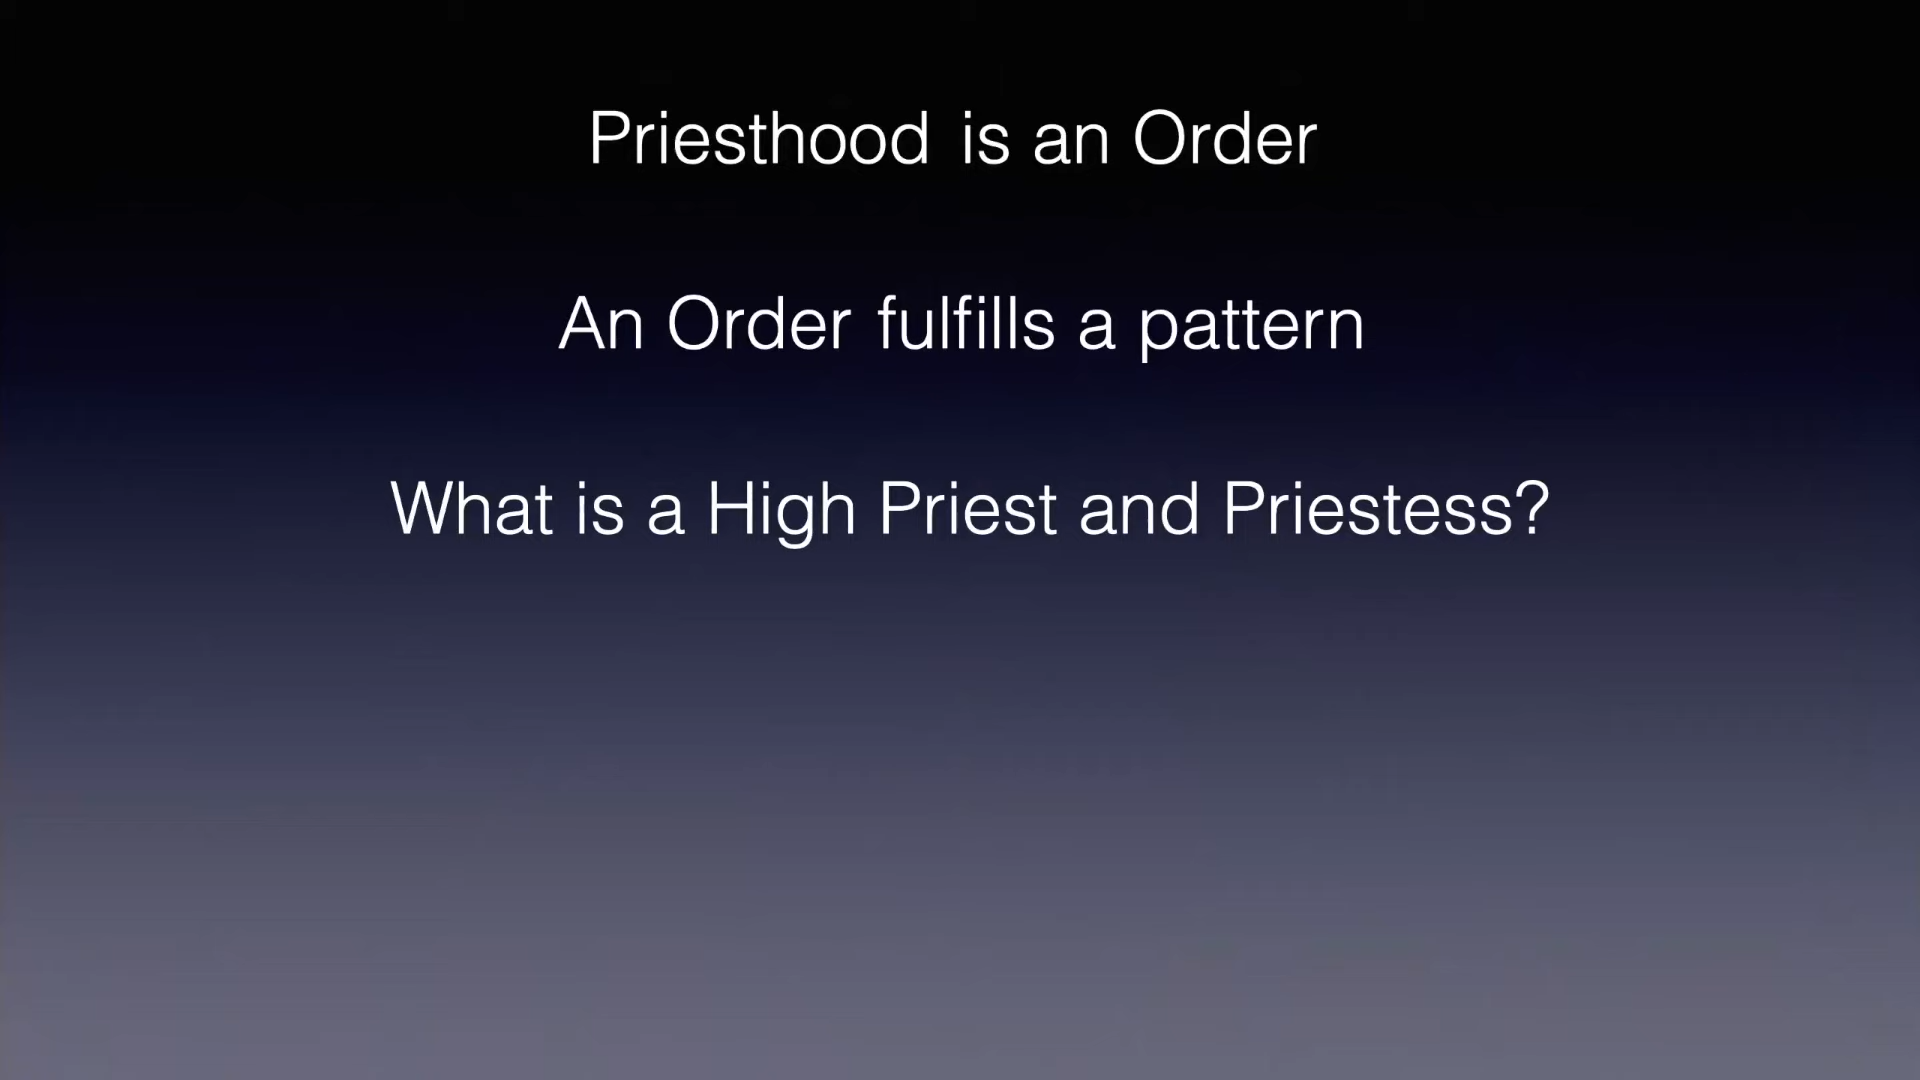 Priesthood is an Order
An Order fulfills a pattern
What is a High Priest and Priestess?